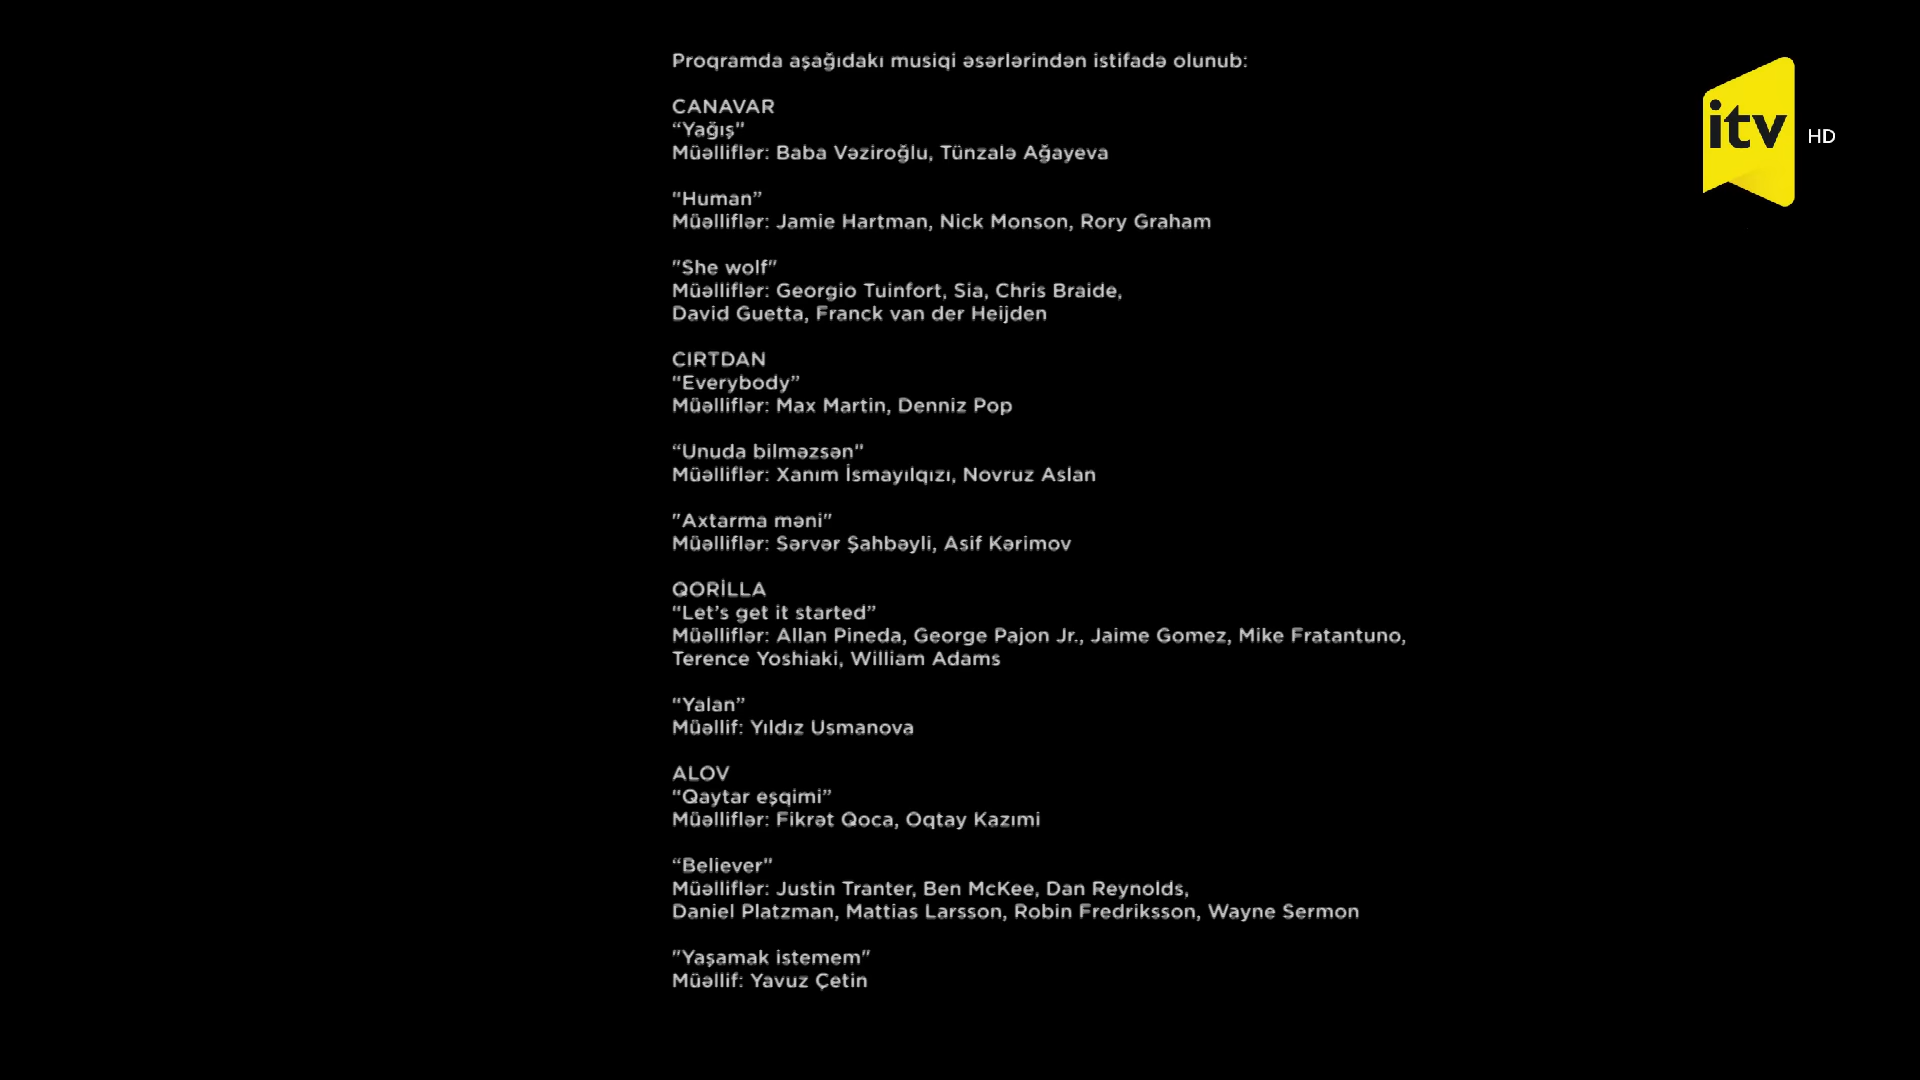 Proqramda aşağıdakı musiqi əsərlərindən istifadə olunub:
CANAVAR
“Yağış”
Müəlliflər: Baba Vəziroğlu, Tünzalə Ağayeva
“Human”
Müəlliflər: Jamie Hartman, Nick Monson, Rory Graham
"She wolf"
Müəlliflər: Georgio Tuinfort, Sia, Chris Braide,
David Guetta, Franck van der Heijden
CIRTDAN
“Everybody”
Müəlliflər: Max Martin, Denniz Pop
“Unuda bilməzsən”
Müəlliflər: Xanım İsmayılqızı, Novruz Aslan
"Axtarma məni"
Müəlliflər: Sərvər Şahbəyli, Asif Kərimov
QORİLLA
“Let’s get it started”
Müəlliflər: Allan Pineda, George Pajon Jr., Jaime Gomez, Mike Fratantuno,
Terence Yoshiaki, William Adams
“Yalan”
Müəllif: Yıldız Usmanova
ALOV
“Qaytar eşqimi”
Müəlliflər: Fikrət Qoca, Oqtay Kazımi
“Believer”
Müəlliflər: Justin Tranter, Ben McKee, Dan Reynolds,
Daniel Platzman, Mattias Larsson, Robin Fredriksson, Wayne Sermon
"Yaşamak istemem"
Müəllif: Yavuz Çetin
itv HD